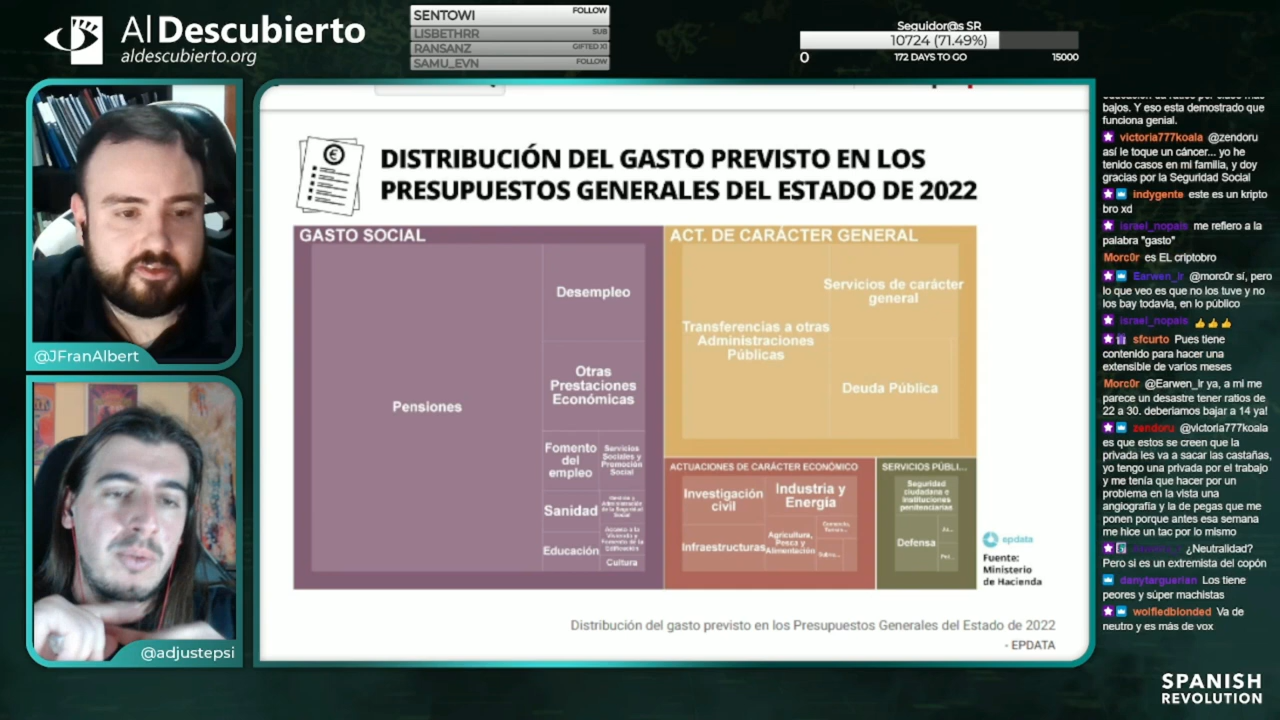 Al Descubierto
aldescubierto.org
SENTOWI FOLLOW
LISBETHRR SUB
RANSANZ GIFTED X1
SAMU_EVN FOLLOW
Seguidor@s SR
10724 (71.49%)
0 172 DAYS TO GO 15000
@JFranAlbert
@adjustepsi
DISTRIBUCIÓN DEL GASTO PREVISTO EN LOS
PRESUPUESTOS GENERALES DEL ESTADO DE 2022
GASTO SOCIAL
Pensiones
Desempleo
Otras
Prestaciones
Económicas
Fomento
del
empleo
Servicios
Sociales y
Promoción
Social
Sanidad
Educación
Cultura
ACT. DE CARÁCTER GENERAL
Transferencias a otras
Administraciones
Públicas
Servicios de carácter
general
Deuda Pública
ACTUACIONES DE CARÁCTER ECONÓMICO
Investigación
civil
Industria y
Energía
Infraestructuras
Agricultura,
Pesca y
Alimentación
SERVICIOS PÚBLI...
Seguridad
ciudadana e
Instituciones
penitenciarias
Defensa
epdata
Fuente:
Ministerio
de Hacienda
Distribución del gasto previsto en los Presupuestos Generales del Estado de 2022
- EPDATA
bajos. Y eso esta demostrado que
funciona genial.
victoria777koala @zendoru
así le toque un cáncer... yo he
tenido casos en mi familia, y doy
gracias por la Seguridad Social
indygente este es un kripto
bro xd
israel_nopais me refiero a la
palabra "gasto"
Morc0r es EL criptobro
Earwen_Ir @morc0r sí, pero
lo que veo es que no los tuve y no
los bay todavía, en lo público
israel_nopais 👍👍👍
sfcurto Pues tiene
contenido para hacer una
extensible de varios meses
Morc0r @Earwen_Ir ya, a mi me
parece un desastre tener ratios de
22 a 30. deberiamos bajar a 14 ya!
zendoru @victoria777koala
es que estos se creen que la
privada les va a sacar las castañas,
yo tengo una privada por el trabajo
y me tenía que hacer por un
problema en la vista una
angiografía y la de pegas que me
ponen porque antes esa semana
me hice un tac por lo mismo
¿Neutralidad?
Pero si es un extremista del copón
danytarguerian Los tiene
peores y súper machistas
wolfiedblonded Va de
neutro y es más de vox
SPANISH
REVOLUTION